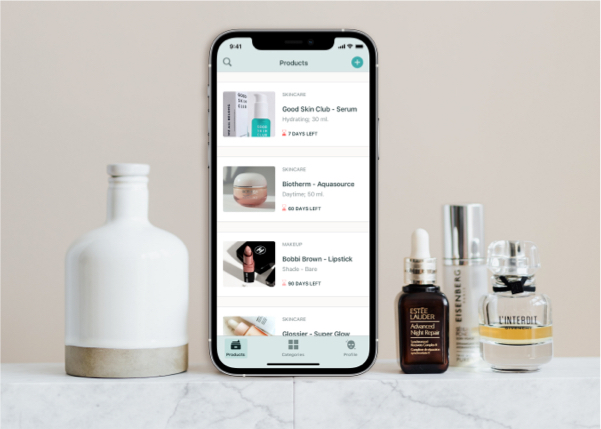 9:41
Products
SKINCARE
Good Skin Club - Serum
Hydrating; 30 ml.
7 DAYS LEFT
SKINCARE
Biotherm - Aquasource
Daytime; 50 ml.
60 DAYS LEFT
MAKEUP
Bobbi Brown - Lipstick
Shade - Bare
90 DAYS LEFT
SKINCARE
Glossier - Super Glow
Products
Categories
Profile
ESTĒE
LAUDER
Advanced
Night Repair
EISENBERG
L'INTERDIT
GIVENCHY